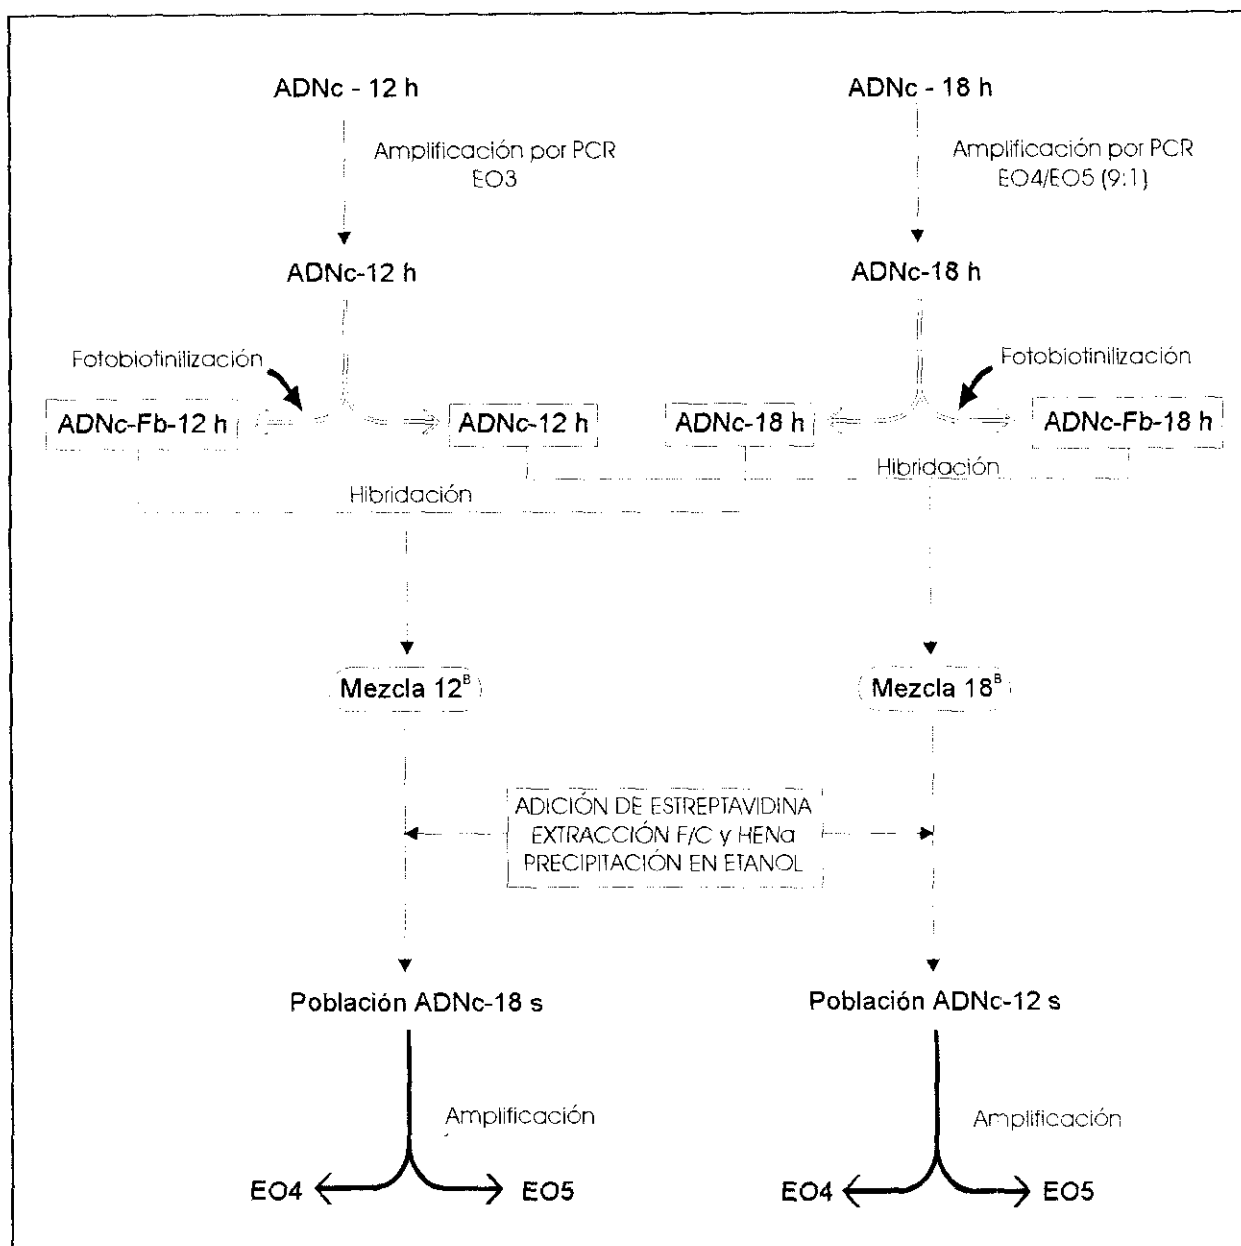 ADNc - 12 h
ADNc - 18 h
Amplificación por PCR
EO3
Amplificación por PCR
EO4/EO5 (9:1)
ADNc-12 h
ADNc-18 h
Fotobiotinilización
Fotobiotinilización
ADNc-Fb-12 h
ADNc-12 h
ADNc-18 h
ADNc-Fb-18 h
Hibridación
Hibridación
Mezcla 12ᴮ
Mezcla 18ᴮ
ADICIÓN DE ESTREPTAVIDINA
EXTRACCIÓN F/C y HENa
PRECIPITACIÓN EN ETANOL
Población ADNc-18 s
Población ADNc-12 s
Amplificación
Amplificación
EO4
EO5
EO4
EO5